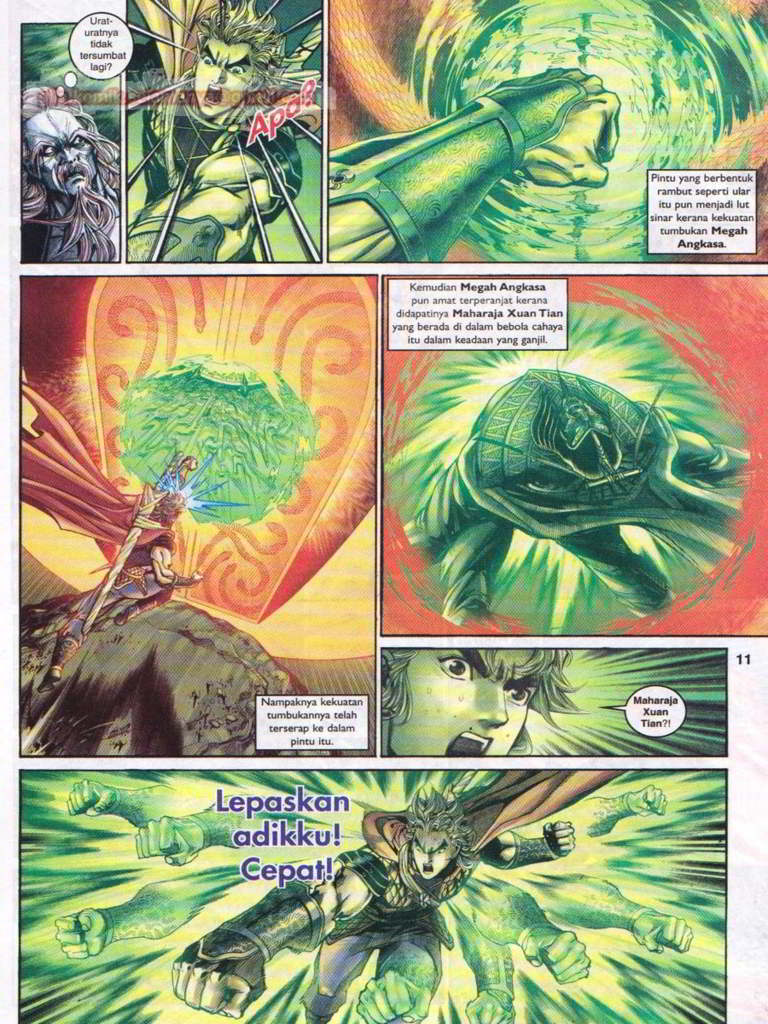 Urat-
uratnya
tidak
tersumbat
lagi?
Apa?
Pintu yang berbentuk
rambut seperti ular
itu pun menjadi lut
sinar kerana kekuatan
tumbukan Megah
Angkasa.
Kemudian Megah Angkasa
pun amat terperanjat kerana
didapatinya Maharaja Xuan Tian
yang berada di dalam bebola cahaya
itu dalam keadaan yang ganjil.
Nampaknya kekuatan
tumbukannya telah
terserap ke dalam
pintu itu.
11
Maharaja
Xuan
Tian?!
Lepaskan
adikku!
Cepat!